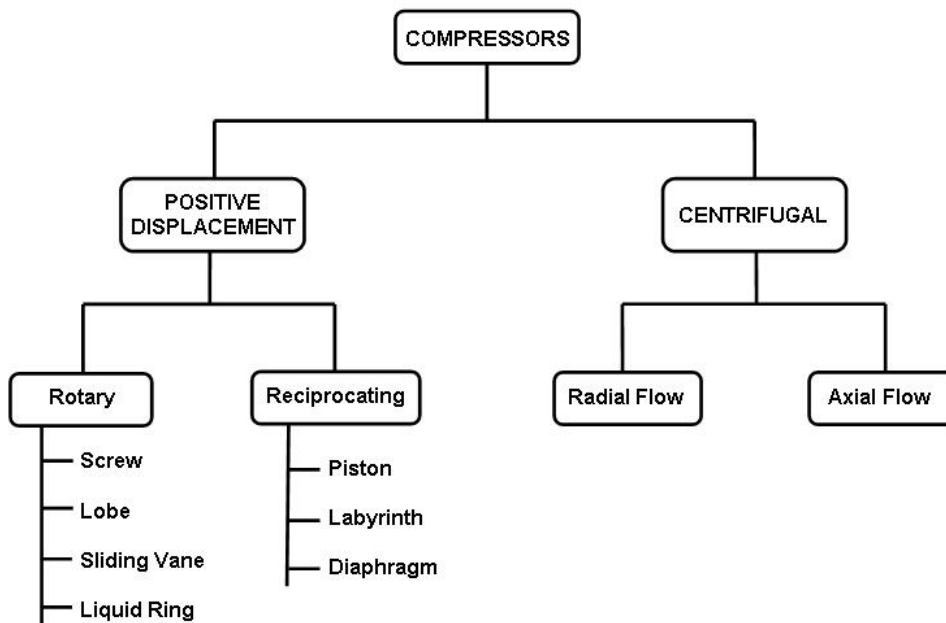 COMPRESSORS
POSITIVE
DISPLACEMENT
CENTRIFUGAL
Rotary
Reciprocating
Radial Flow
Axial Flow
Screw
Lobe
Sliding Vane
Liquid Ring
Piston
Labyrinth
Diaphragm